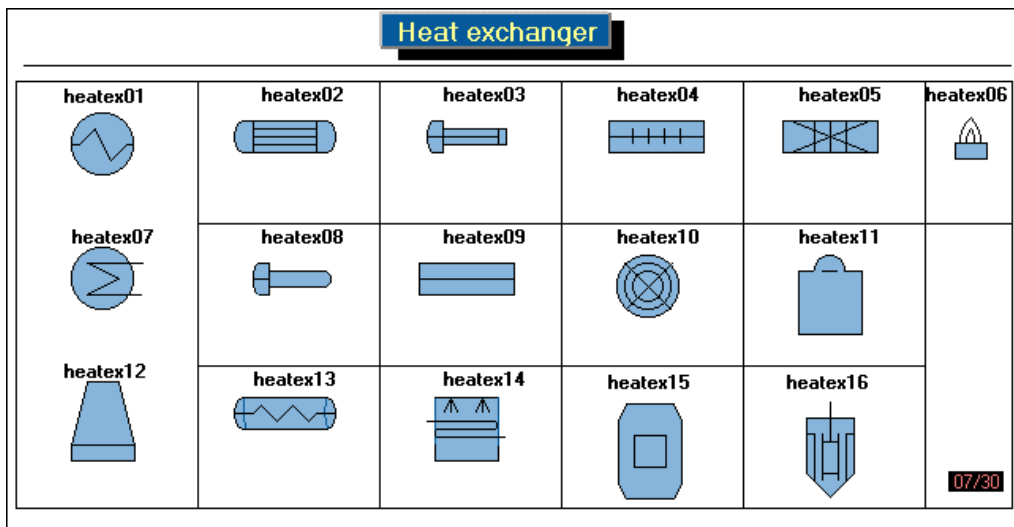 Heat exchanger
heatex01
heatex02
heatex03
heatex04
heatex05
heatex06
heatex07
heatex08
heatex09
heatex10
heatex11
heatex12
heatex13
heatex14
heatex15
heatex16
07/30